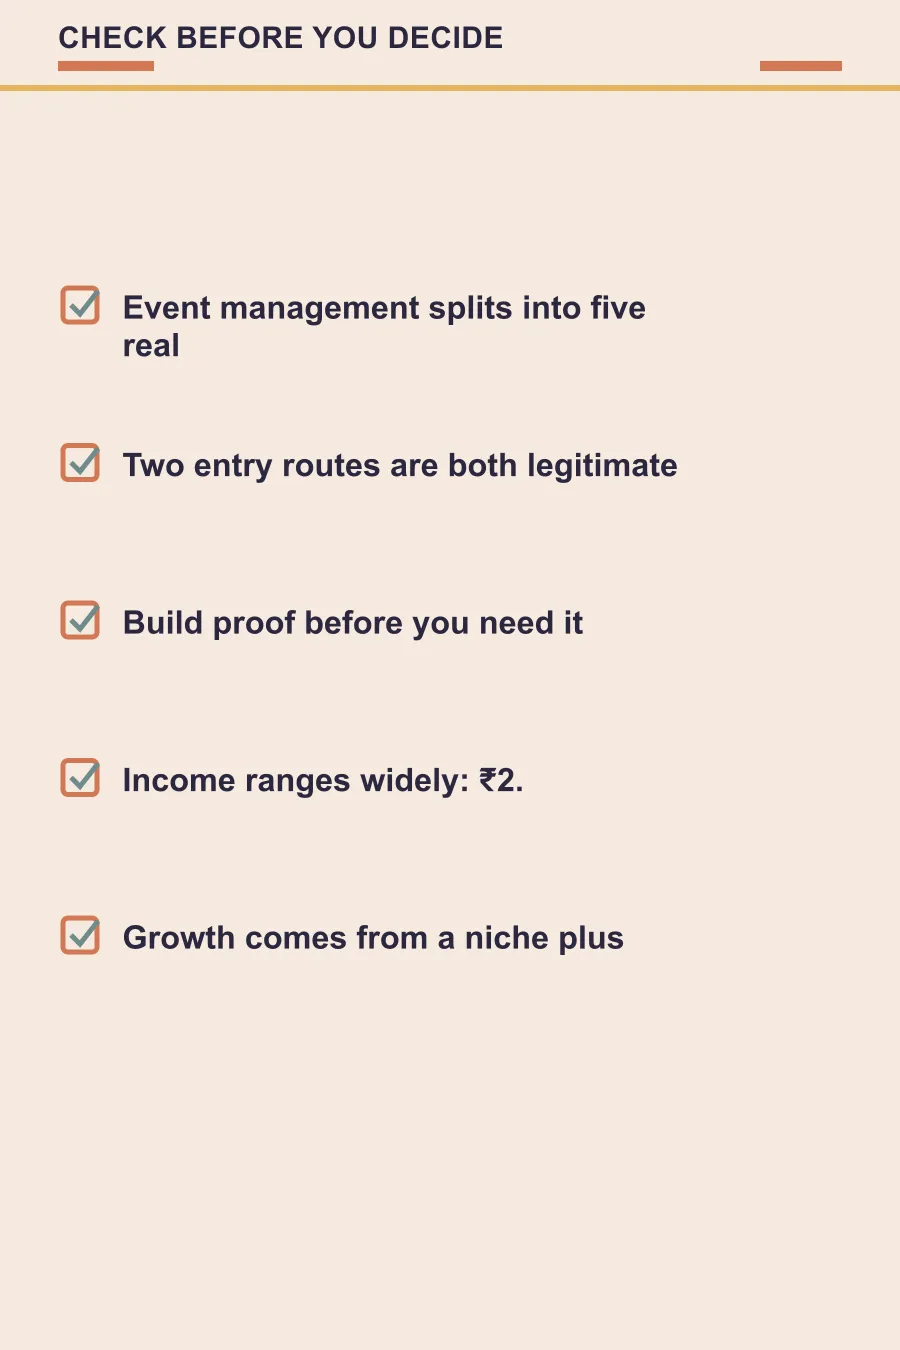 CHECK BEFORE YOU DECIDE
Event management splits into five
real
Two entry routes are both legitimate
Build proof before you need it
Income ranges widely: ₹2.
Growth comes from a niche plus